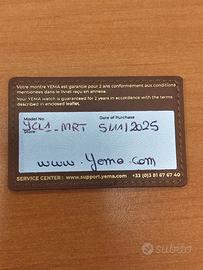 Votre montre YEMA est garantie pour 2 ans conformément aux conditions
mentionnées dans le livret reçu en annexe.
Your YEMA watch is guaranteed for 2 years in accordance with the terms
detailed in enclosed leaflet.
Model No. Date of Purchase
YCL1-MRT 5/11/2025
Store
www.yema.com
SERVICE CENTER : www.support.yema.com +33 (0)3 81 67 67 40
subito